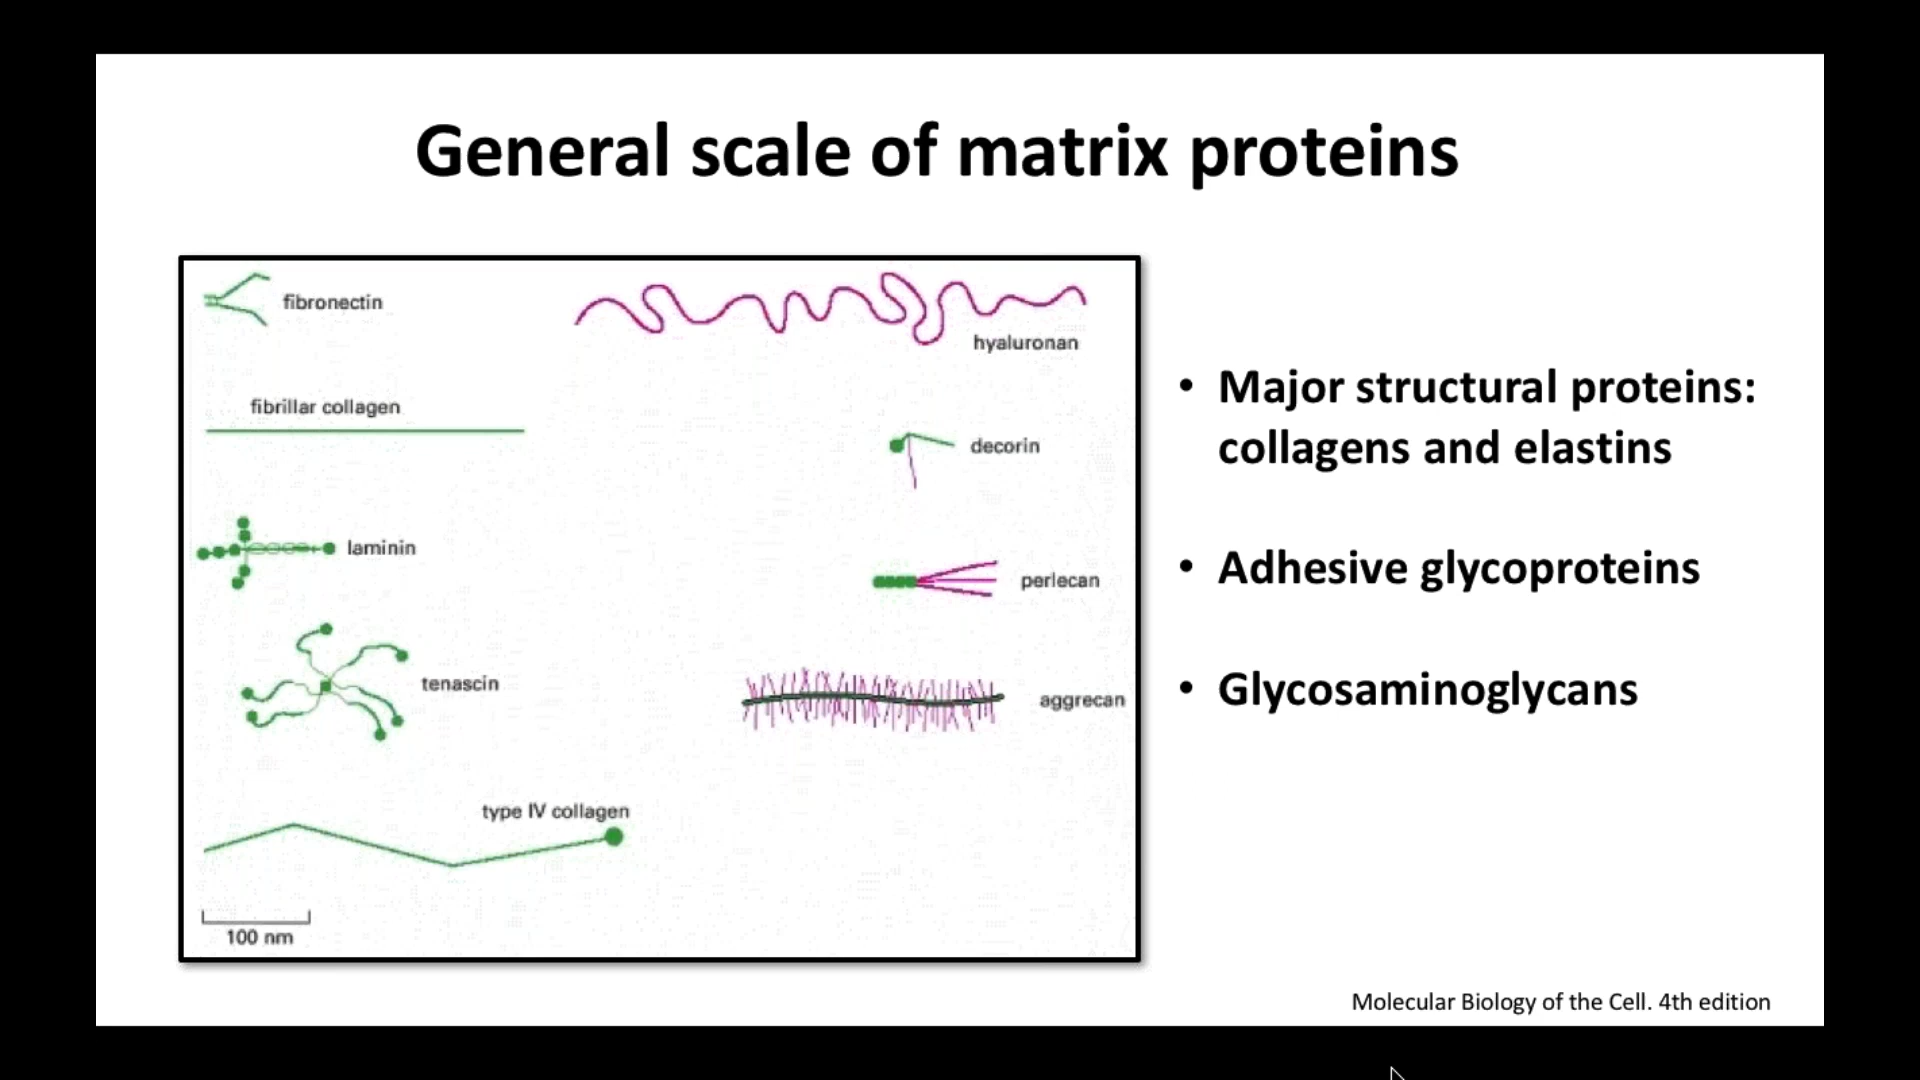 General scale of matrix proteins
fibronectin
fibrillar collagen
laminin
tenascin
type IV collagen
100 nm
hyaluronan
decorin
perlecan
aggrecan
• Major structural proteins:
collagens and elastins
• Adhesive glycoproteins
• Glycosaminoglycans
Molecular Biology of the Cell. 4th edition